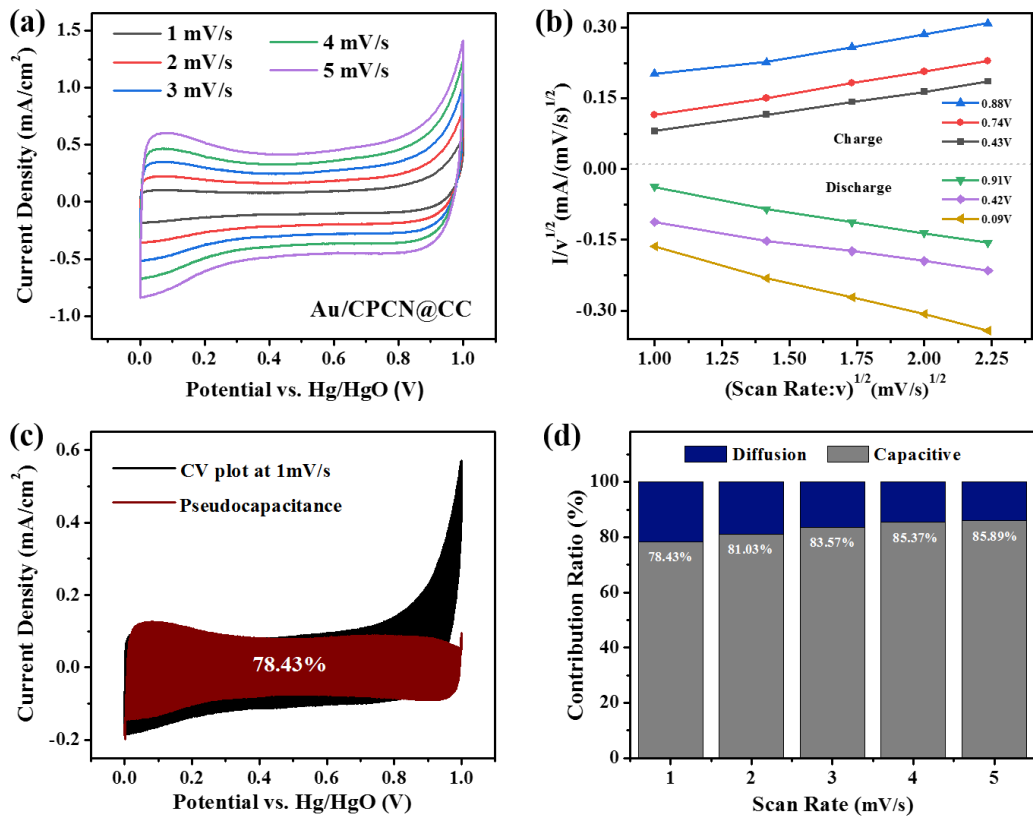 (a)
Current Density (mA/cm²)
1.5
1.0
0.5
0.0
-0.5
-1.0
1 mV/s
2 mV/s
3 mV/s
4 mV/s
5 mV/s
Au/CPCN@CC
0.0 0.2 0.4 0.6 0.8 1.0
Potential vs. Hg/HgO (V)
(b)
I/v^1/2 (mA/(mV/s)^1/2
0.30
0.15
0.00
-0.15
-0.30
0.88V
0.74V
0.43V
Charge
Discharge
0.91V
0.42V
0.09V
1.00 1.25 1.50 1.75 2.00 2.25
(Scan Rate:v)^1/2(mV/s)^1/2
(c)
Current Density (mA/cm²)
0.6
0.4
0.2
0.0
-0.2
CV plot at 1mV/s
Pseudocapacitance
78.43%
0.0 0.2 0.4 0.6 0.8 1.0
Potential vs. Hg/HgO (V)
(d)
Contribution Ratio (%)
100
80
60
40
20
0
Diffusion Capacitive
78.43% 81.03% 83.57% 85.37% 85.89%
1 2 3 4 5
Scan Rate (mV/s)